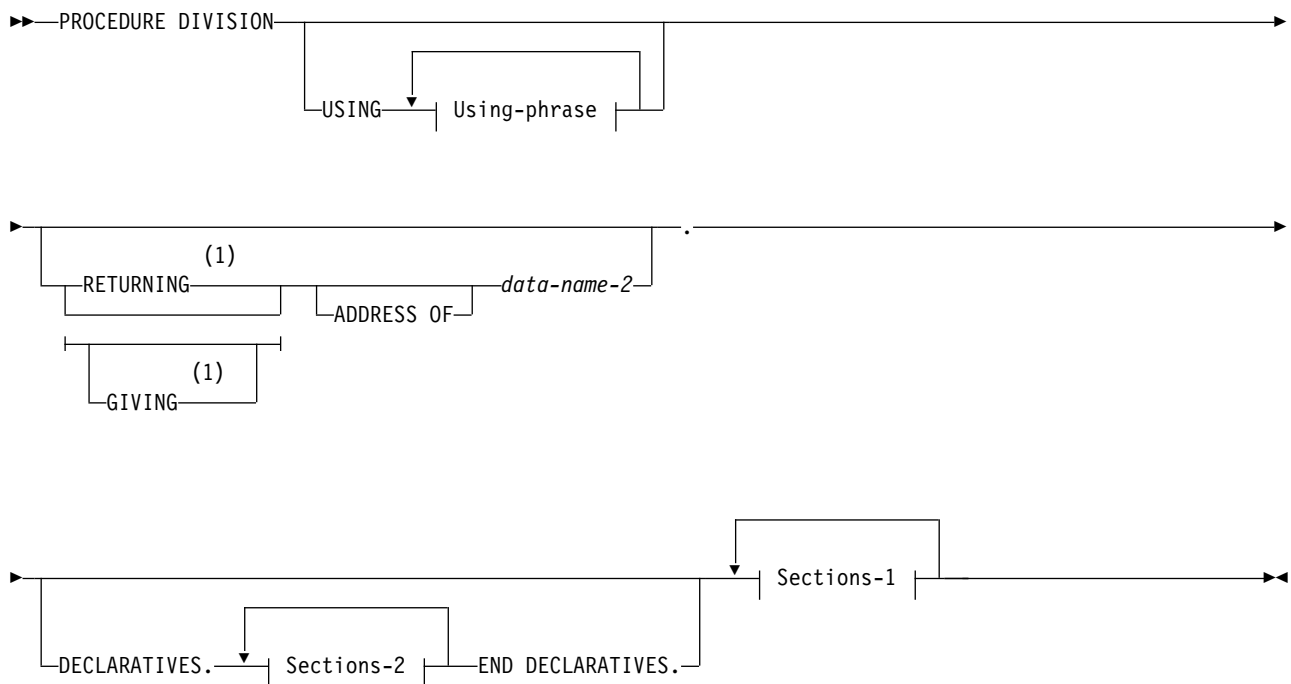 PROCEDURE DIVISION
USING Using-phrase
(1)
RETURNING data-name-2 .
ADDRESS OF
(1)
GIVING
Sections-1
DECLARATIVES. Sections-2 END DECLARATIVES.